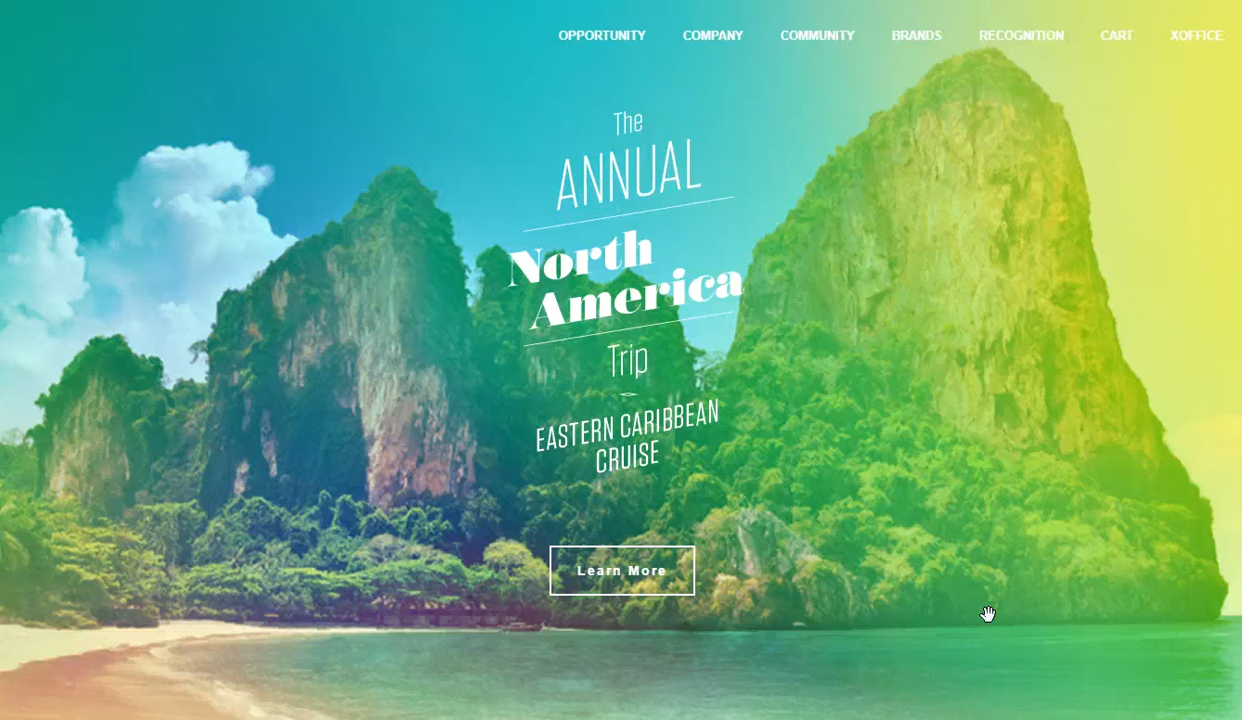 OPPORTUNITY COMPANY COMMUNITY BRANDS RECOGNITION CART XOFFICE
The
ANNUAL
North
America
Trip
EASTERN CARIBBEAN
CRUISE
Learn More